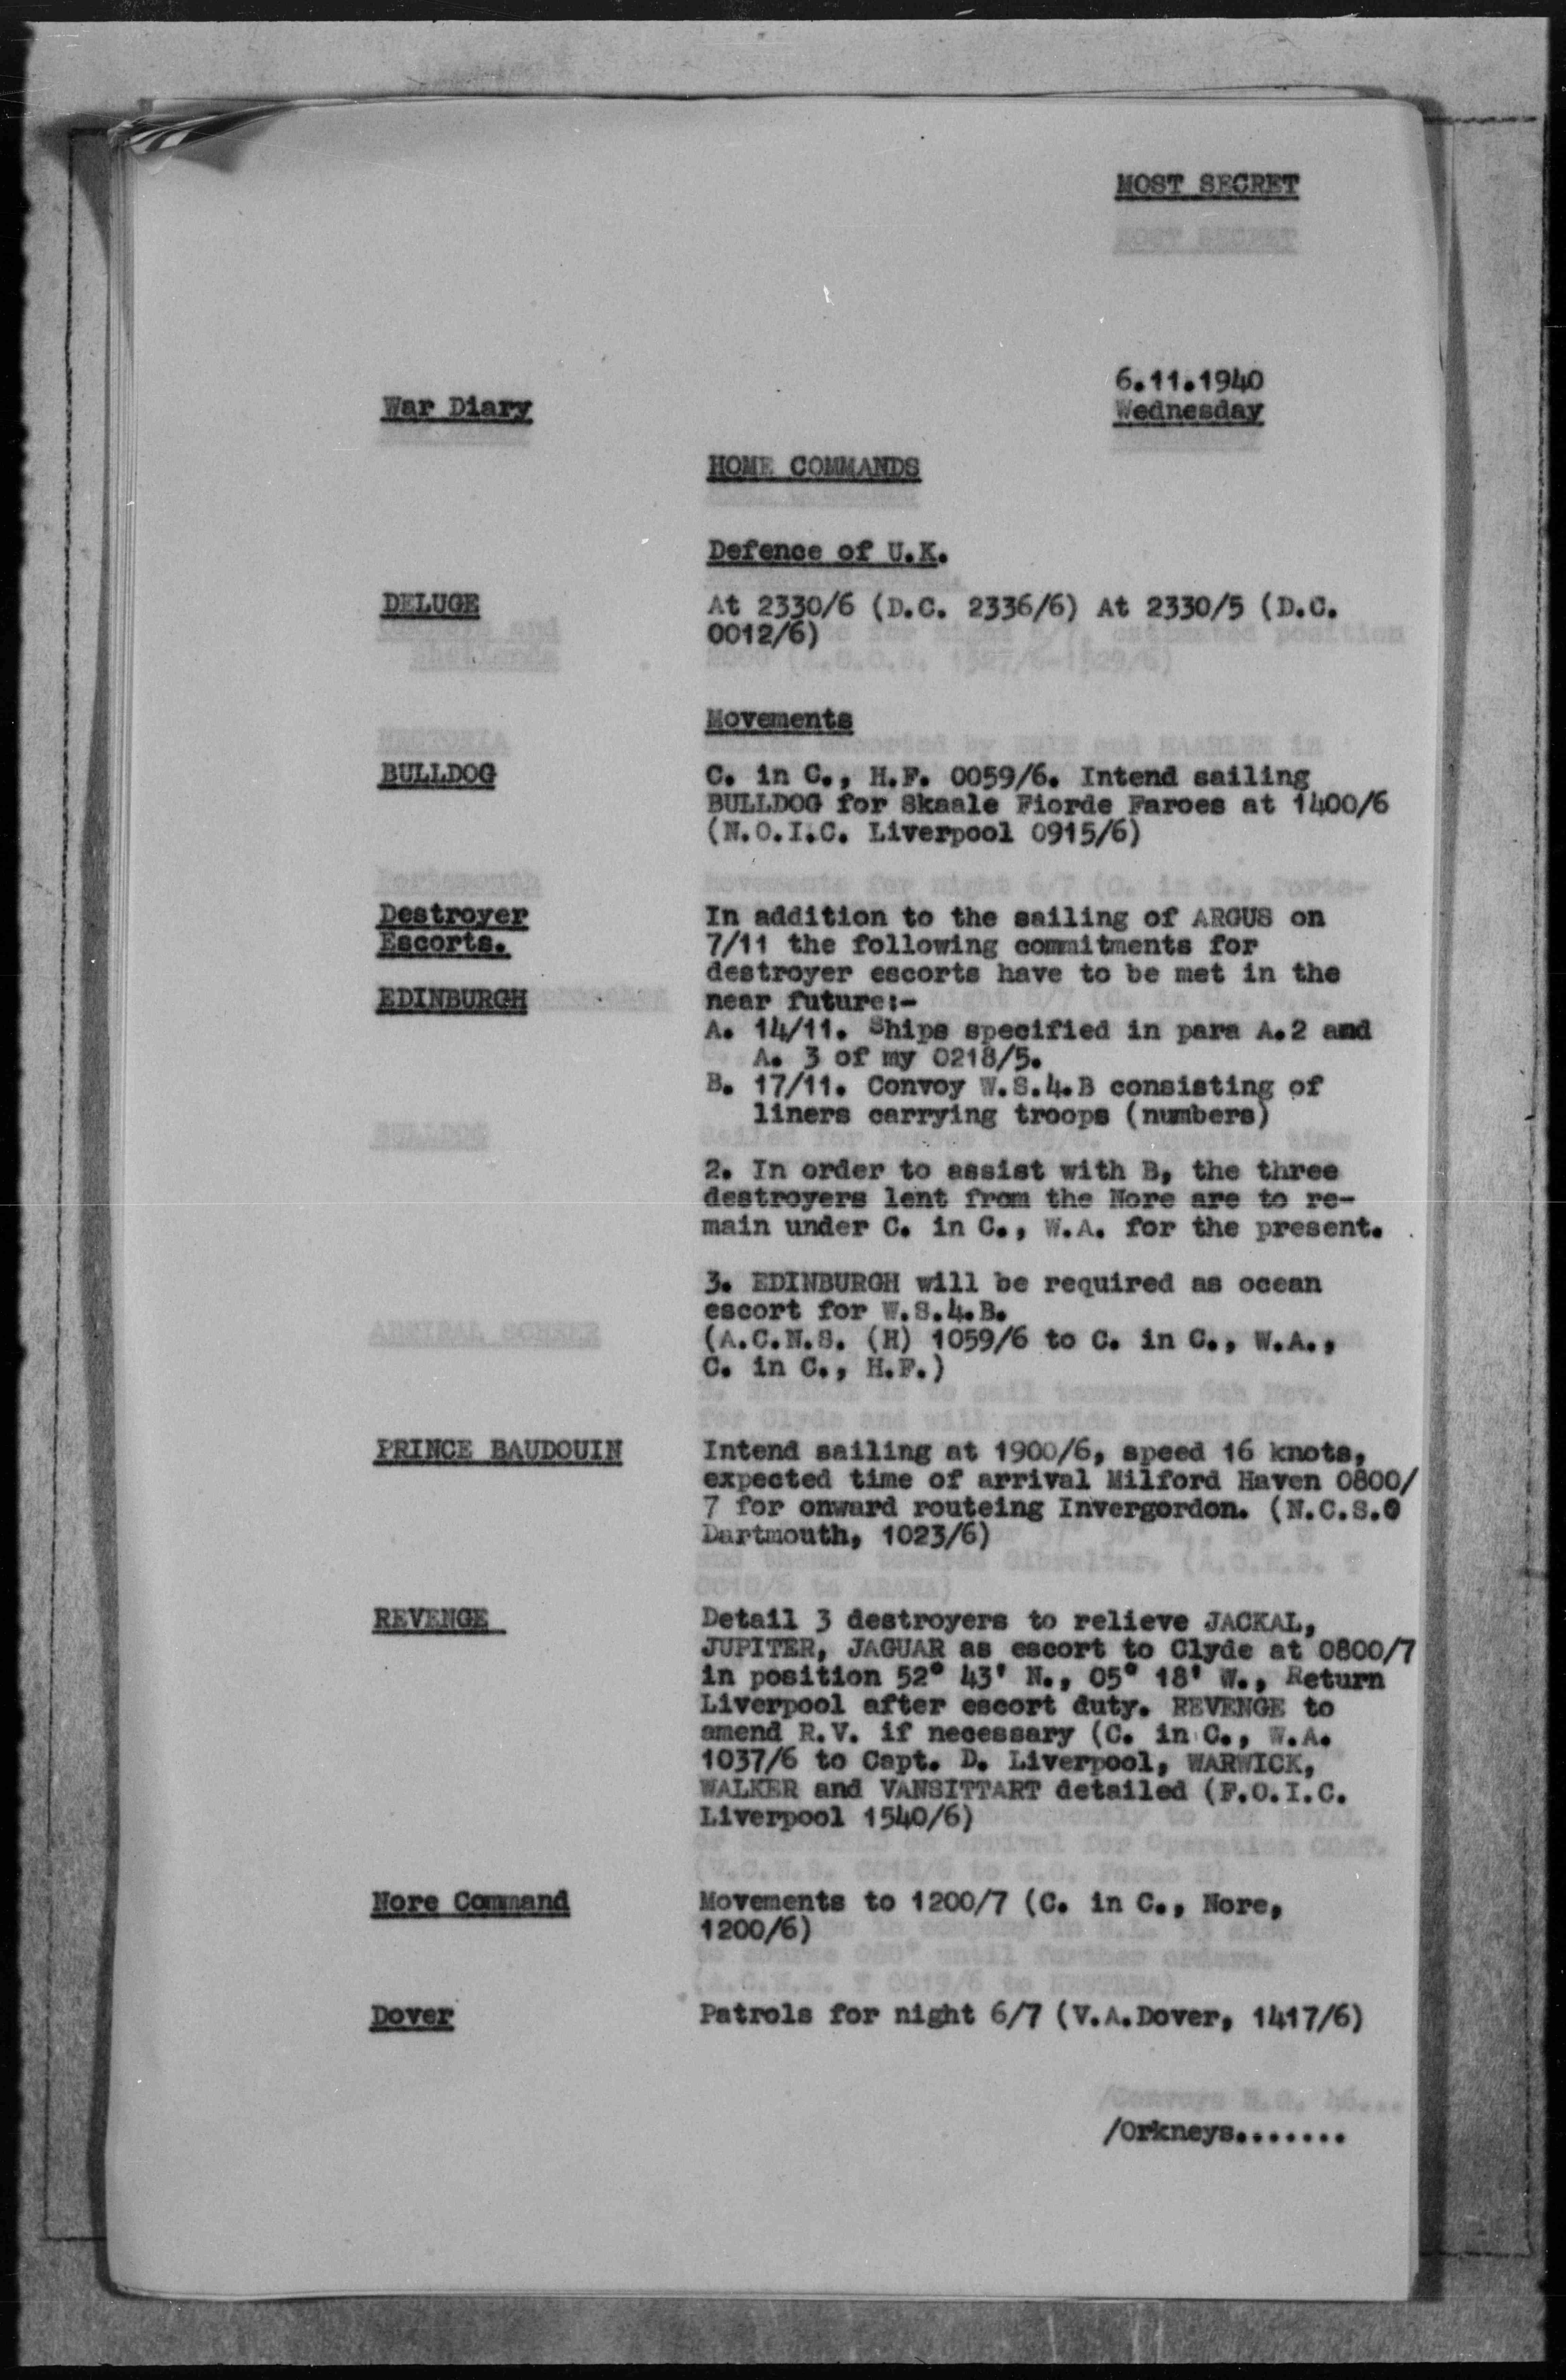 MOST SECRET
6.11.1940
War Diary Wednesday
HOME COMMANDS
Defence of U.K.
DELUGE At 2330/6 (D.C. 2336/6) At 2330/5 (D.C.
0012/6)
Movements
BULLDOG C. in C., H.F. 0059/6. Intend sailing
BULLDOG for Skaale Fiorde Faroes at 1400/6
(N.O.I.C. Liverpool 0915/6)
Destroyer In addition to the sailing of ARGUS on
Escorts. 7/11 the following commitments for
destroyer escorts have to be met in the
EDINBURGH near future:-
A. 14/11. Ships specified in para A.2 and
A. 3 of my 0218/5.
B. 17/11. Convoy W.S.4.B consisting of
liners carrying troops (numbers)
2. In order to assist with B, the three
destroyers lent from the Nore are to re-
main under C. in C., W.A. for the present.
3. EDINBURGH will be required as ocean
escort for W.S.4.B.
(A.C.N.S. (H) 1059/6 to C. in C., W.A.,
C. in C., H.F.)
PRINCE BAUDOUIN Intend sailing at 1900/6, speed 16 knots,
expected time of arrival Milford Haven 0800/
7 for onward routeing Invergordon. (N.C.S.O
Dartmouth, 1023/6)
REVENGE Detail 3 destroyers to relieve JACKAL,
JUPITER, JAGUAR as escort to Clyde at 0800/7
in position 52° 43' N., 05° 18' W., Return
Liverpool after escort duty. REVENGE to
amend R.V. if necessary (C. in C., W.A.
1037/6 to Capt. D. Liverpool, WARWICK,
WALKER and VANSITTART detailed (F.O.I.C.
Liverpool 1540/6)
Nore Command Movements to 1200/7 (C. in C., Nore,
1200/6)
Dover Patrols for night 6/7 (V.A.Dover, 1417/6)
/Orkneys.......